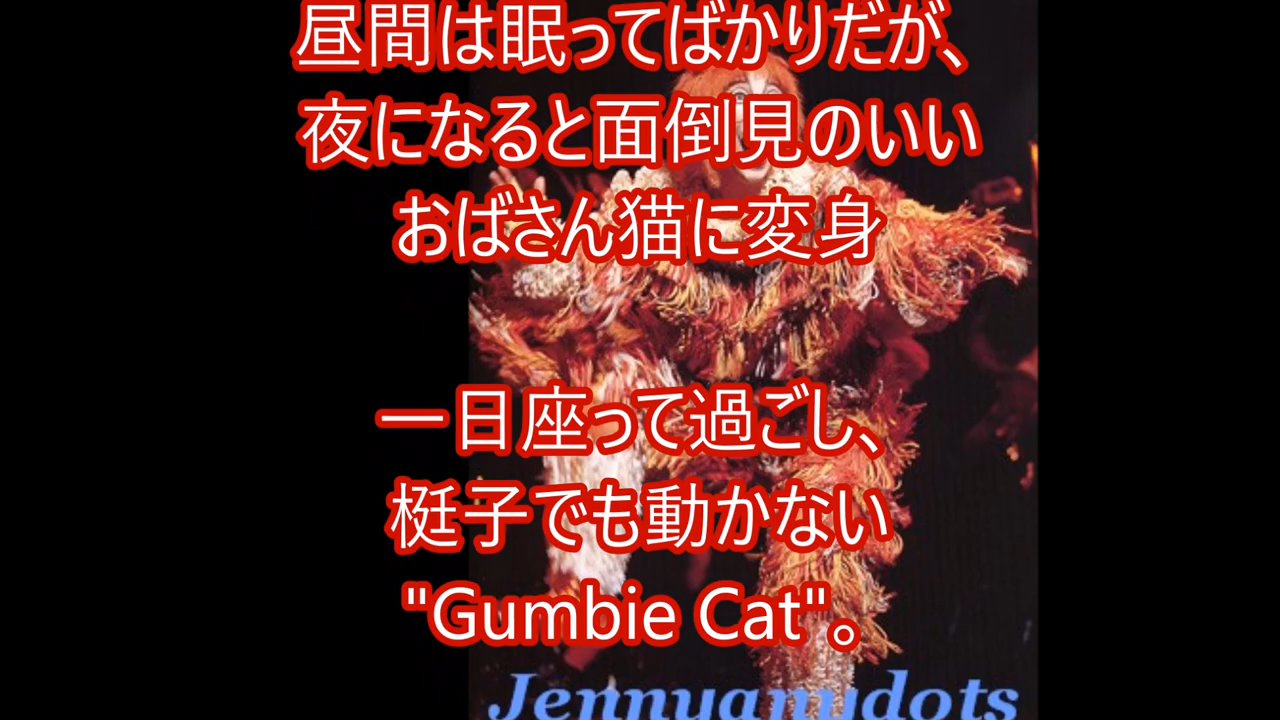 昼間は眠ってばかりだが、
夜になると面倒見のいい
おばさん猫に変身
一日座って過ごし、
梃子でも動かない
"Gumbie Cat"。
Jennyanydots